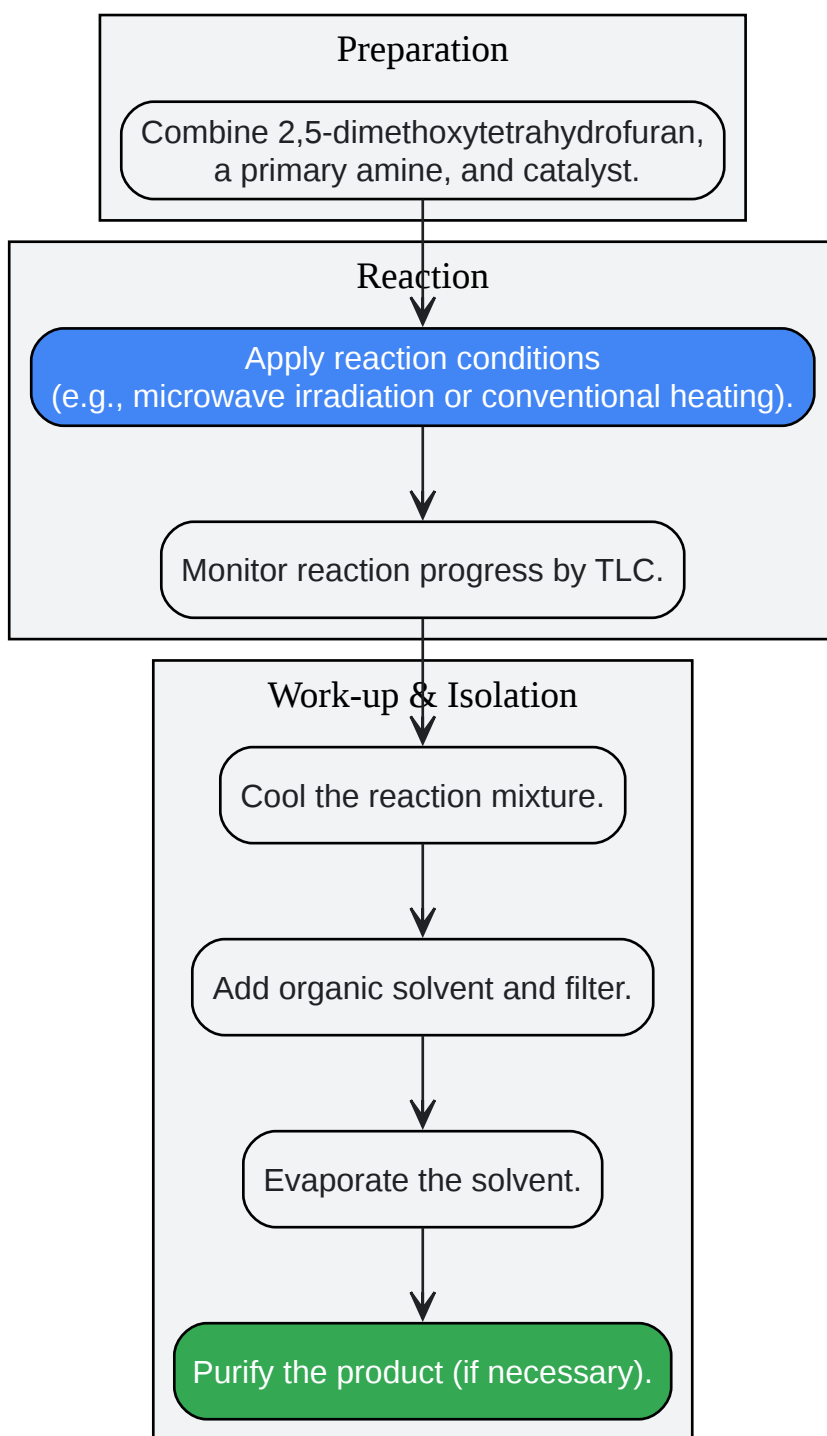 Preparation
Combine 2,5-dimethoxytetrahydrofuran,
a primary amine, and catalyst.
Reaction
Apply reaction conditions
(e.g., microwave irradiation or conventional heating).
Monitor reaction progress by TLC.
Work-up & Isolation
Cool the reaction mixture.
Add organic solvent and filter.
Evaporate the solvent.
Purify the product (if necessary).